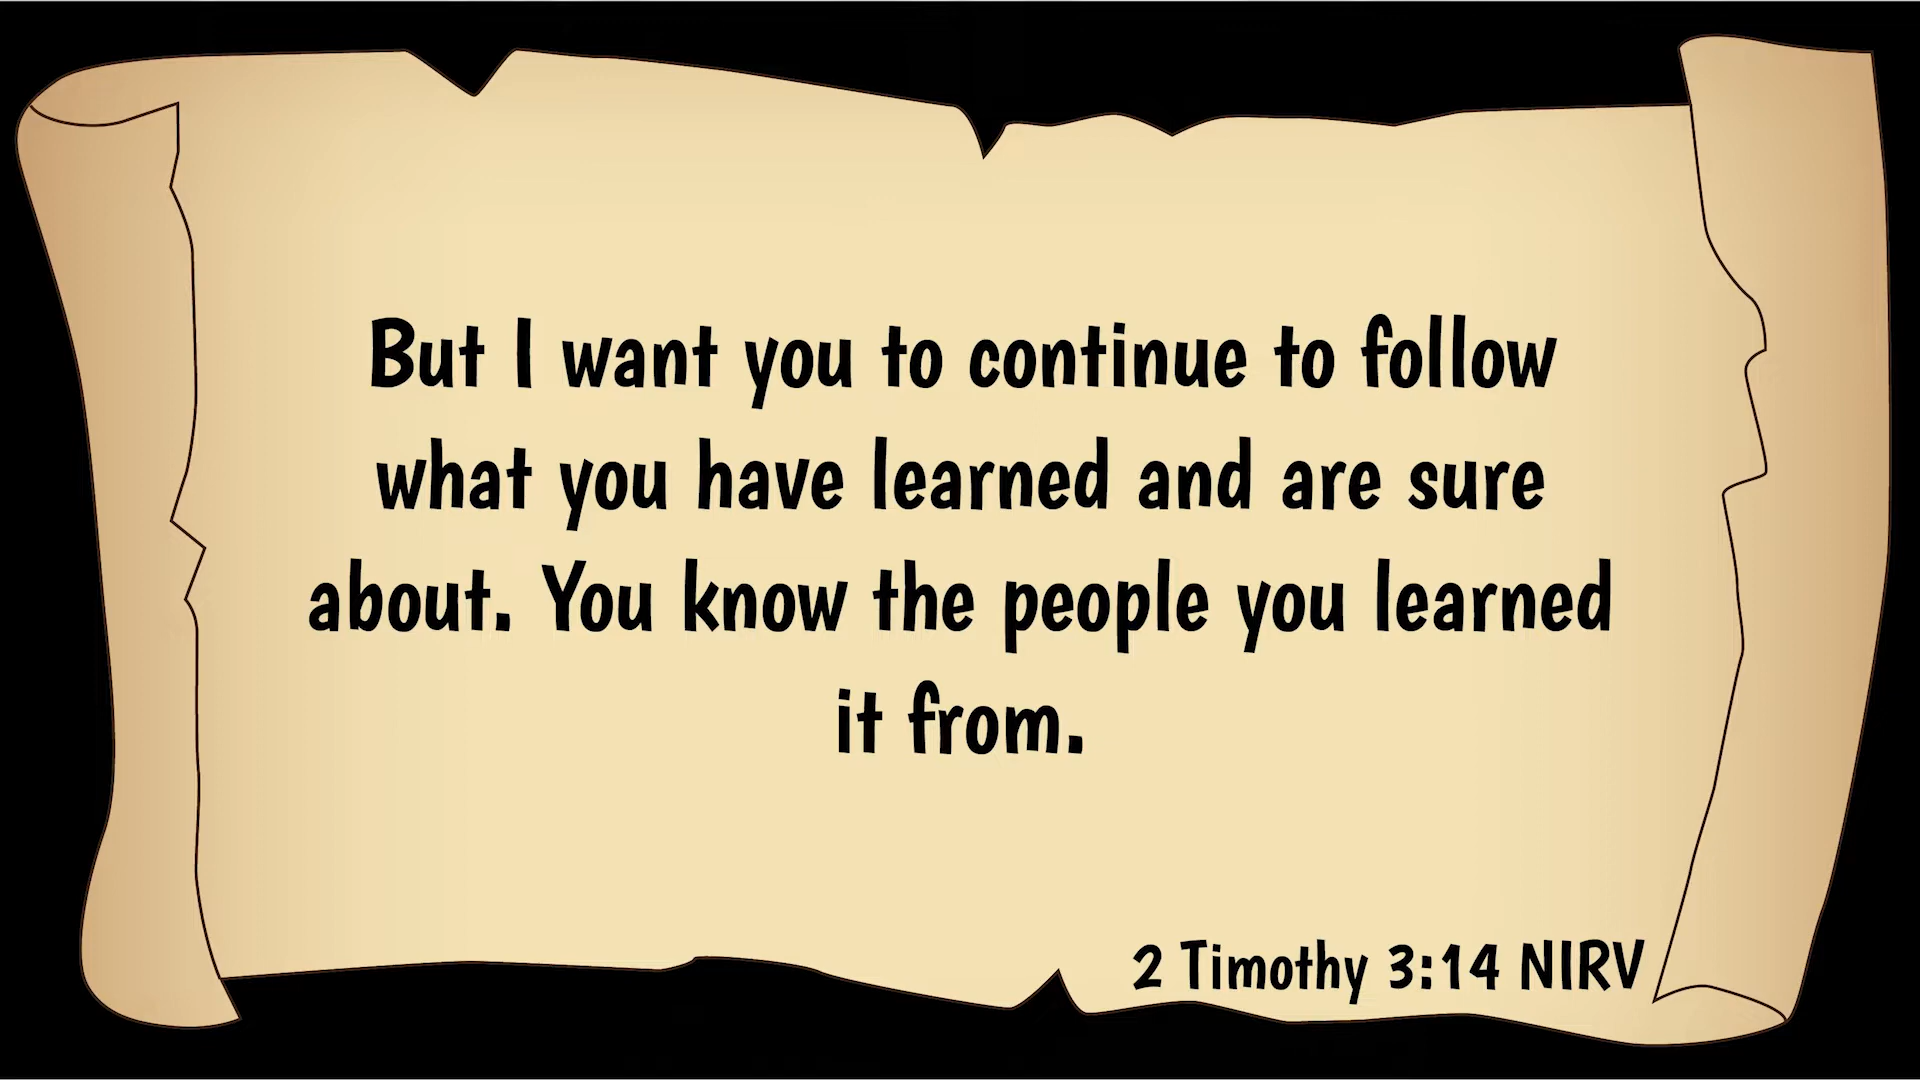 But I want you to continue to follow
what you have learned and are sure
about. You know the people you learned
it from.
2 Timothy 3:14 NIRV